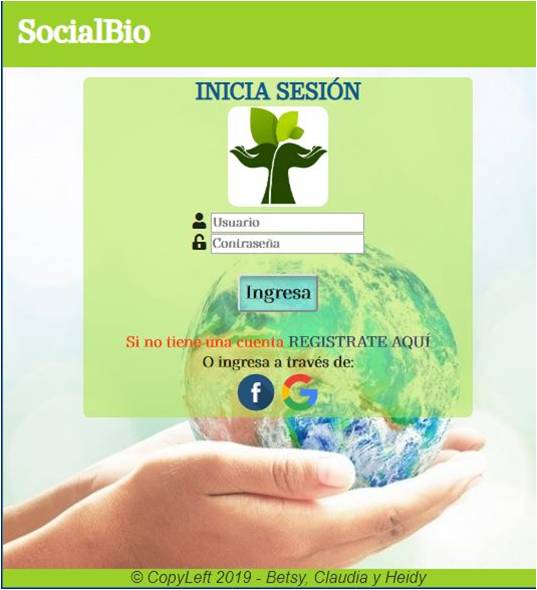 SocialBio
INICIA SESIÓN
Usuario
Contraseña
Ingresa
Si no tiene una cuenta REGISTRATE AQUÍ
O ingresa a través de:
© CopyLeft 2019 - Betsy, Claudia y Heidy